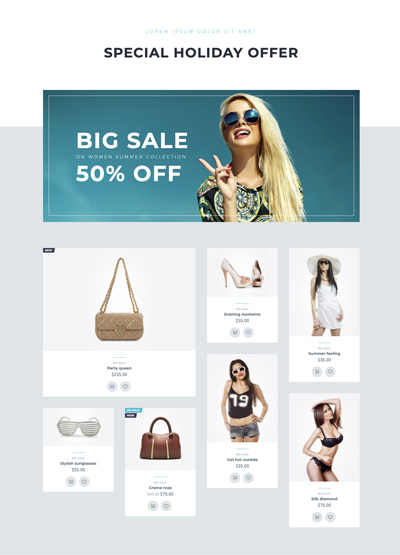 LOREM IPSUM DOLOR SIT AMET
SPECIAL HOLIDAY OFFER
BIG SALE
ON WOMEN SUMMER COLLECTION
50% OFF
NEW
BIG SALE
Party queen
$235.00
BIG SALE
Evening moments
$35.00
BIG SALE
Summer feeling
$35.00
BIG SALE
Stylish sunglasses
$55.00
ON SALE
NEW
BIG SALE
Creme rose
$79.00
79
BIG SALE
Get hot outside
$35.00
BIG SALE
Silk diamond
$75.00